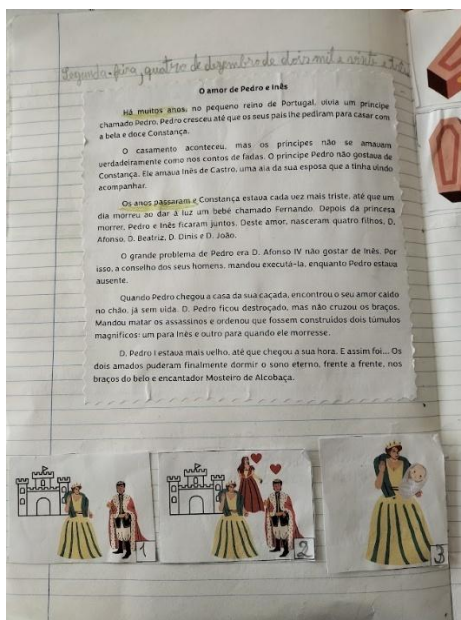 Segunda-feira, quatro de dezembro de dois mil e vinte e três
O amor de Pedro e Inês
Há muitos anos, no pequeno reino de Portugal, vivia um príncipe
chamado Pedro. Pedro cresceu até que os seus pais lhe pediram para casar com
a bela e doce Constança.
O casamento aconteceu, mas os príncipes não se amavam
verdadeiramente como nos contos de fadas. O príncipe Pedro não gostava de
Constança. Ele amava Inês de Castro, uma aia da sua esposa que a tinha vindo
acompanhar.
Os anos passaram e Constança estava cada vez mais triste, até que um
dia morreu ao dar à luz um bebé chamado Fernando. Depois da princesa
morrer, Pedro e Inês ficaram juntos. Deste amor, nasceram quatro filhos, D.
Afonso, D. Beatriz, D. Dinis e D. João.
O grande problema de Pedro era D. Afonso IV não gostar de Inês. Por
isso, a conselho dos seus homens, mandou executá-la, enquanto Pedro estava
ausente.
Quando Pedro chegou a casa da sua caçada, encontrou o seu amor caído
no chão, já sem vida. D. Pedro ficou destroçado, mas não cruzou os braços.
Mandou matar os assassinos e ordenou que fossem construídos dois túmulos
magníficos: um para Inês e outro para quando ele morresse.
D. Pedro I estava mais velho, até que chegou a sua hora. E assim foi... Os
dois amados puderam finalmente dormir o sono eterno, frente a frente, nos
braços do belo e encantador Mosteiro de Alcobaça.
1
2
3